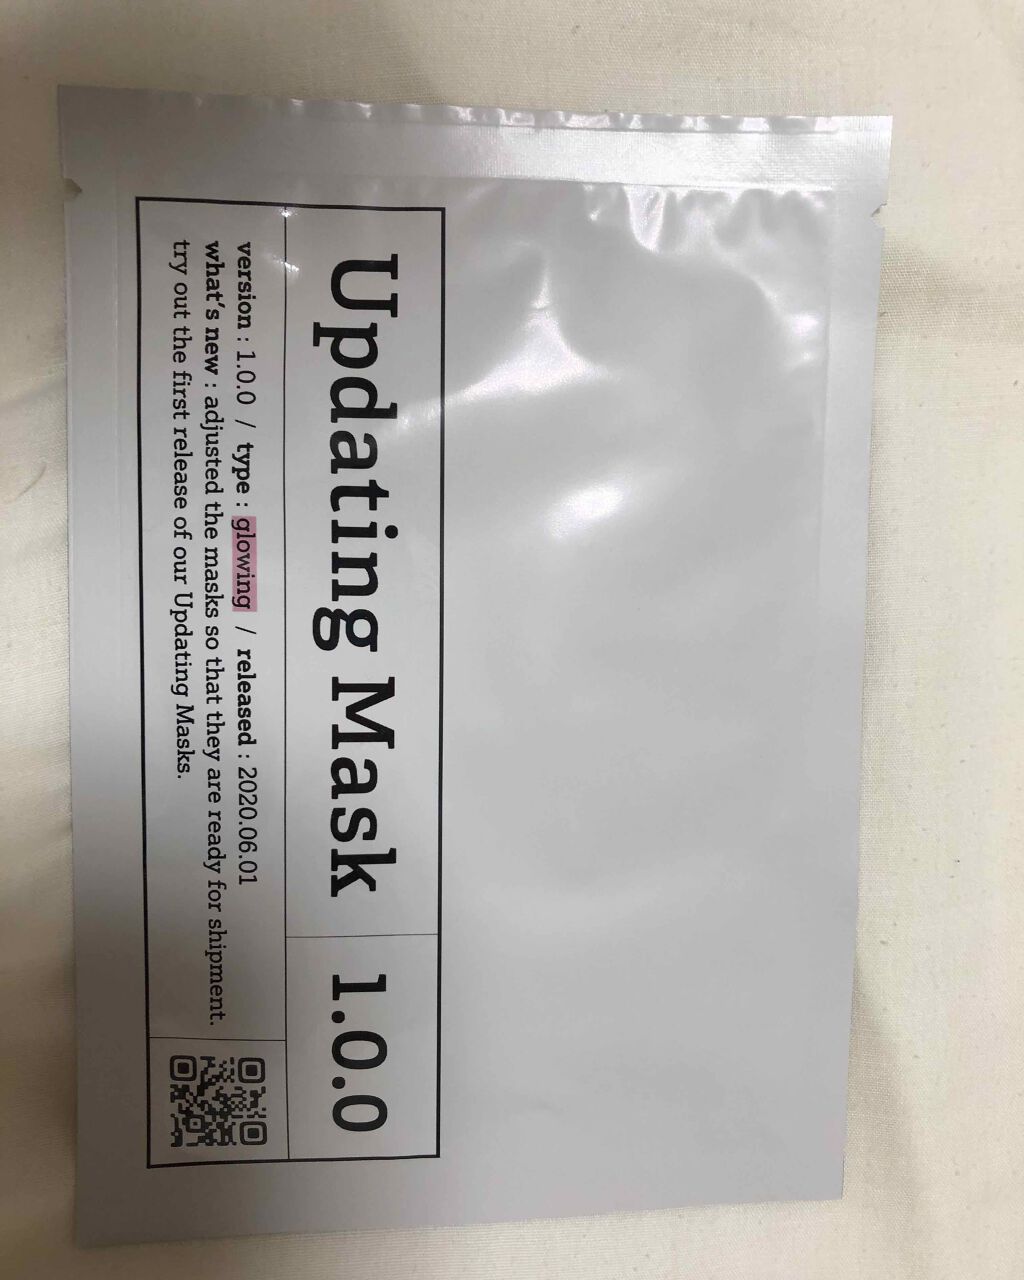 Updating Mask 1.0.0
version : 1.0.0 / type : glowing / released : 2020.06.01
what's new : adjusted the masks so that they are ready for shipment.
try out the first release of our Updating Masks.